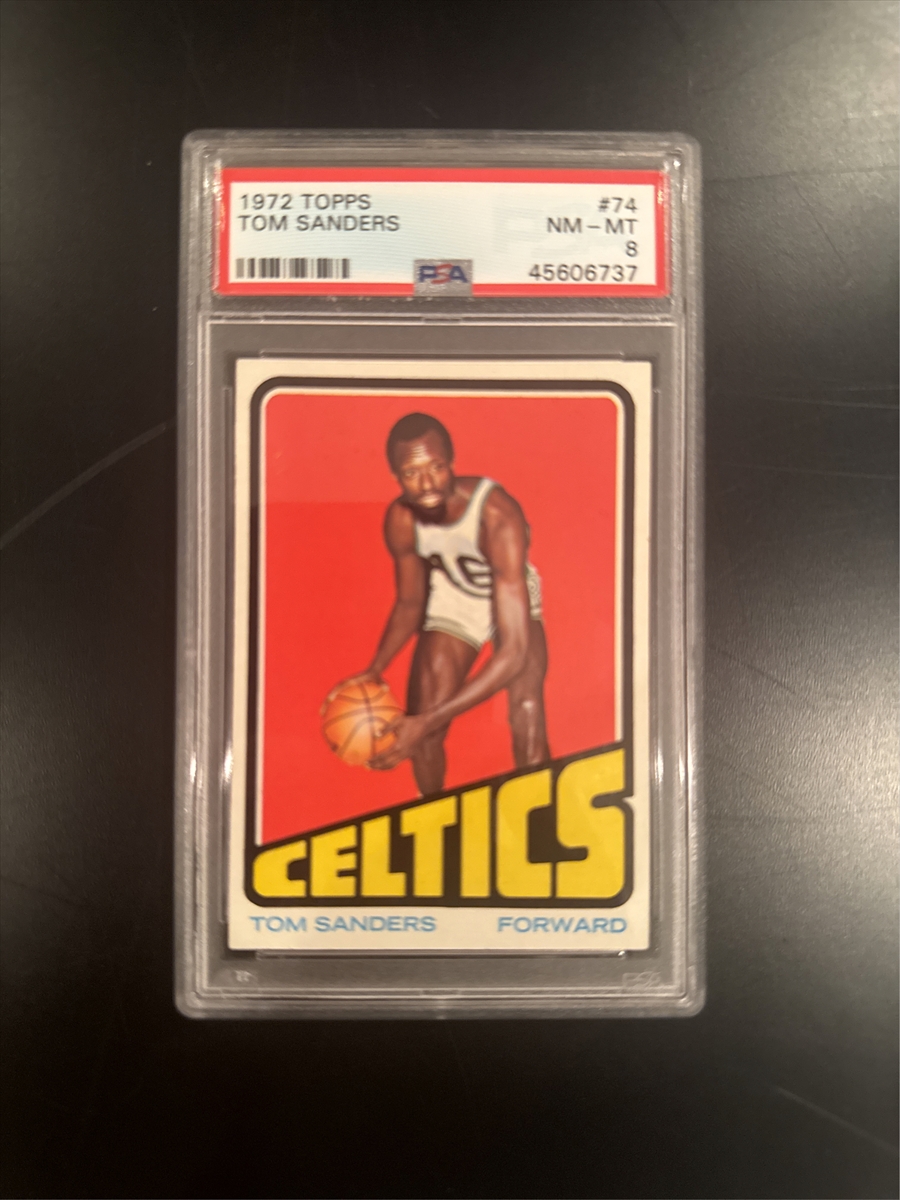 1972 TOPPS #74
TOM SANDERS NM - MT
8
PSA 45606737
CELTICS
TOM SANDERS FORWARD